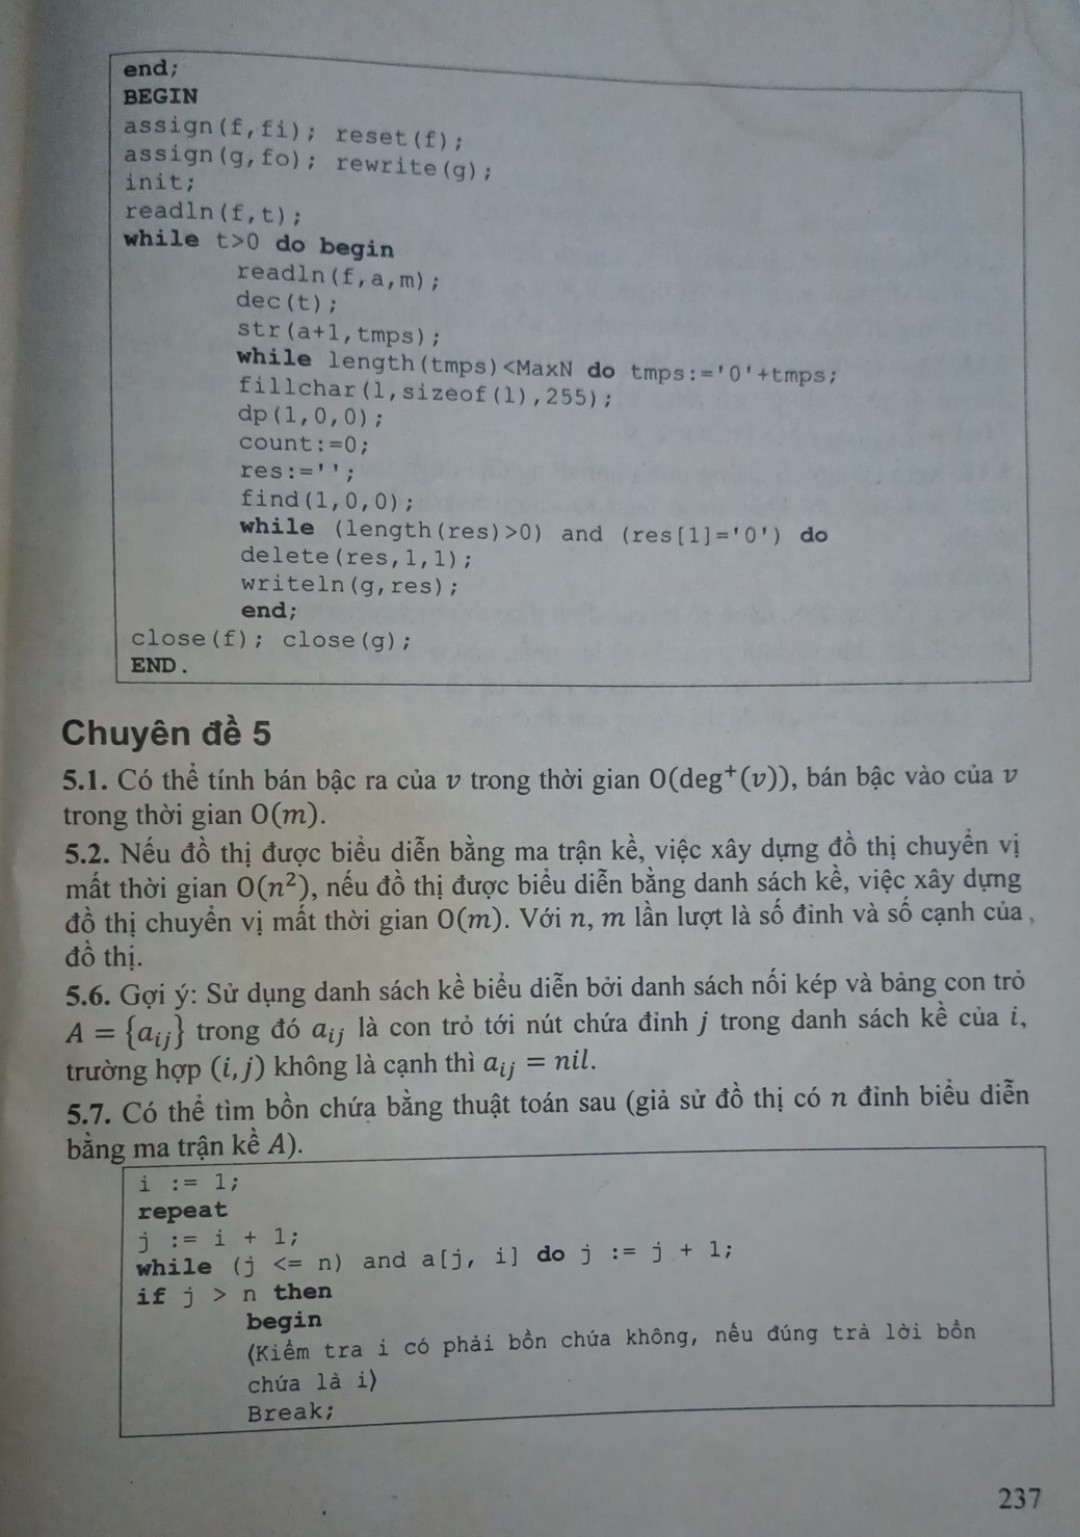 end;
BEGIN
assign(f,fi); reset(f);
assign(g,fo); rewrite(g);
init;
readln(f,t);
while t>0 do begin
readln(f,a,m);
dec(t);
str(a+1,tmps);
while length(tmps)<MaxN do tmps:='0'+tmps;
fillchar(l,sizeof(l),255);
dp(1,0,0);
count:=0;
res:='';
find(1,0,0);
while (length(res)>0) and (res[1]='0') do
delete(res,1,1);
writeln(g,res);
end;
close(f); close(g);
END.
Chuyên đề 5
5.1. Có thể tính bán bậc ra của v trong thời gian O(deg⁺(v)), bán bậc vào của v
trong thời gian O(m).
5.2. Nếu đồ thị được biểu diễn bằng ma trận kề, việc xây dựng đồ thị chuyển vị
mất thời gian O(n²), nếu đồ thị được biểu diễn bằng danh sách kề, việc xây dựng
đồ thị chuyển vị mất thời gian O(m). Với n, m lần lượt là số đỉnh và số cạnh của
đồ thị.
5.6. Gợi ý: Sử dụng danh sách kề biểu diễn bởi danh sách nối kép và bảng con trỏ
A = {aᵢⱼ} trong đó aᵢⱼ là con trỏ tới nút chứa đỉnh j trong danh sách kề của i,
trường hợp (i,j) không là cạnh thì aᵢⱼ = nil.
5.7. Có thể tìm bồn chứa bằng thuật toán sau (giả sử đồ thị có n đỉnh biểu diễn
bằng ma trận kề A).
i := 1;
repeat
j := i + 1;
while (j <= n) and a[j, i] do j := j + 1;
if j > n then
begin
(Kiểm tra i có phải bồn chứa không, nếu đúng trả lời bồn
chứa là i)
Break;
237